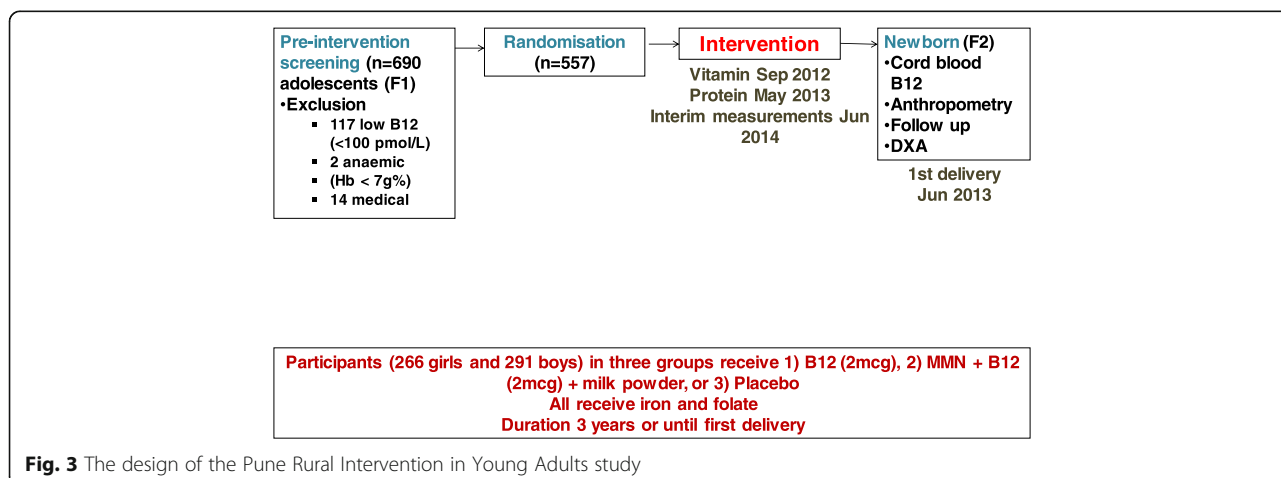 Pre-intervention
screening (n=690
adolescents (F1)
•Exclusion
▪ 117 low B12
(<100 pmol/L)
▪ 2 anaemic
▪ (Hb < 7g%)
▪ 14 medical
Randomisation
(n=557)
Intervention
Vitamin Sep 2012
Protein May 2013
Interim measurements Jun
2014
Newborn (F2)
•Cord blood
B12
•Anthropometry
•Follow up
•DXA
1st delivery
Jun 2013
Participants (266 girls and 291 boys) in three groups receive 1) B12 (2mcg), 2) MMN + B12
(2mcg) + milk powder, or 3) Placebo
All receive iron and folate
Duration 3 years or until first delivery
Fig. 3 The design of the Pune Rural Intervention in Young Adults study